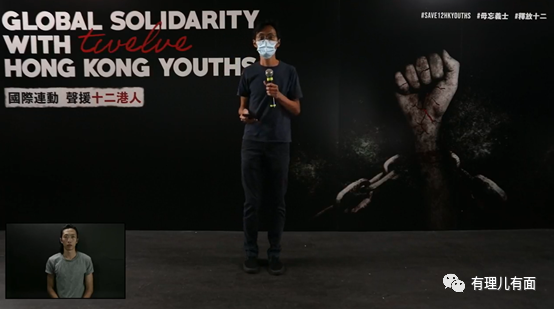 GLOBAL SOLIDARITY
WITH twelve
HONG KONG YOUTHS
國際連動 聲援十二港人
#SAVE12HKYOUTHS #毋忘義士 #釋放十二
有理儿有面